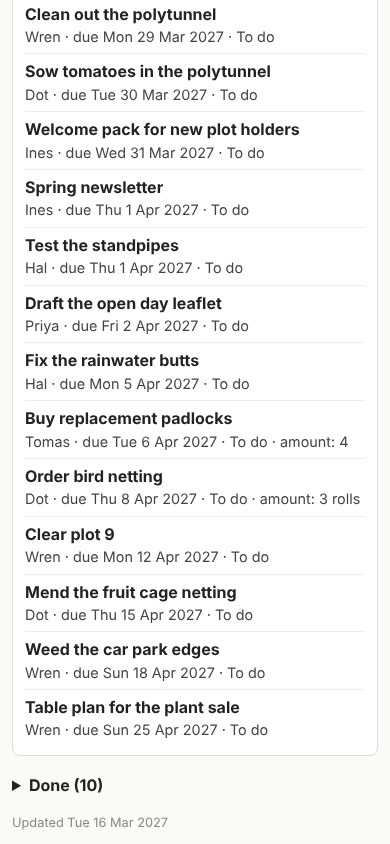 Clean out the polytunnel
Wren · due Mon 29 Mar 2027 · To do
Sow tomatoes in the polytunnel
Dot · due Tue 30 Mar 2027 · To do
Welcome pack for new plot holders
Ines · due Wed 31 Mar 2027 · To do
Spring newsletter
Ines · due Thu 1 Apr 2027 · To do
Test the standpipes
Hal · due Thu 1 Apr 2027 · To do
Draft the open day leaflet
Priya · due Fri 2 Apr 2027 · To do
Fix the rainwater butts
Hal · due Mon 5 Apr 2027 · To do
Buy replacement padlocks
Tomas · due Tue 6 Apr 2027 · To do · amount: 4
Order bird netting
Dot · due Thu 8 Apr 2027 · To do · amount: 3 rolls
Clear plot 9
Wren · due Mon 12 Apr 2027 · To do
Mend the fruit cage netting
Dot · due Thu 15 Apr 2027 · To do
Weed the car park edges
Wren · due Sun 18 Apr 2027 · To do
Table plan for the plant sale
Wren · due Sun 25 Apr 2027 · To do
Done (10)
Updated Tue 16 Mar 2027